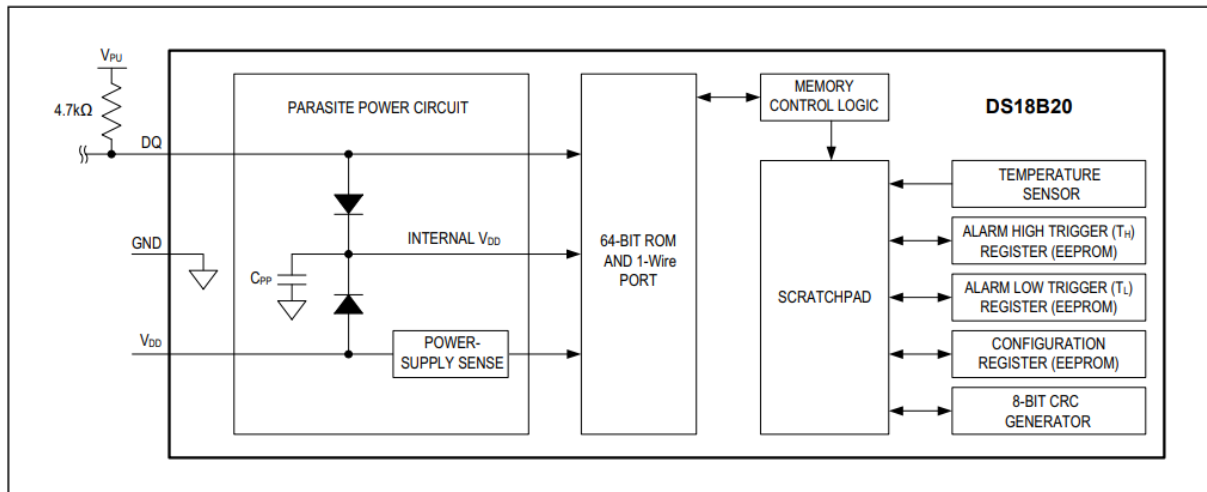 VPU
4.7kΩ
DQ
GND
VDD
PARASITE POWER CIRCUIT
INTERNAL VDD
CPP
POWER-
SUPPLY SENSE
64-BIT ROM
AND 1-Wire
PORT
MEMORY
CONTROL LOGIC
SCRATCHPAD
DS18B20
TEMPERATURE
SENSOR
ALARM HIGH TRIGGER (TH)
REGISTER (EEPROM)
ALARM LOW TRIGGER (TL)
REGISTER (EEPROM)
CONFIGURATION
REGISTER (EEPROM)
8-BIT CRC
GENERATOR